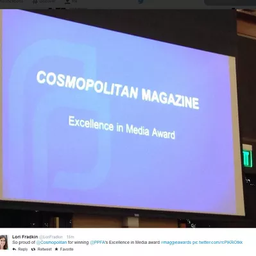 COSMOPOLITAN MAGAZINE
Excellence in Media Award
Lori Fradkin
So proud of @Cosmopolitan for winning @PPFA's Excellence in Media award
Reply Retweet Favorite